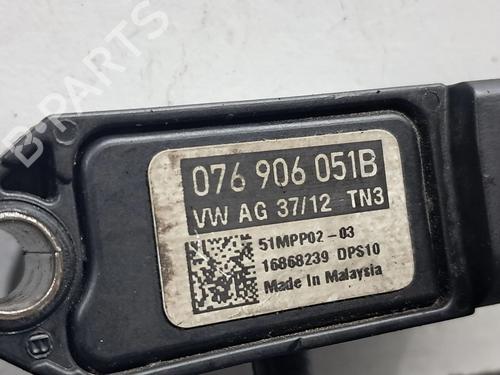 076 906 051B
VW AG 37/12 TN3
51MPP02-03
16868239 DPS10
Made In Malaysia
B-PARTS